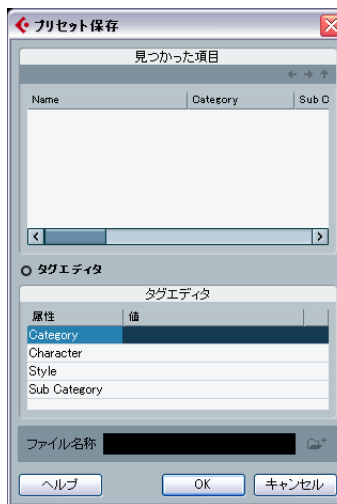 プリセット保存
見つかった項目
Name Category Sub C
タグエディタ
タグエディタ
属性 値
Category
Character
Style
Sub Category
ファイル名称
ヘルプ OK キャンセル